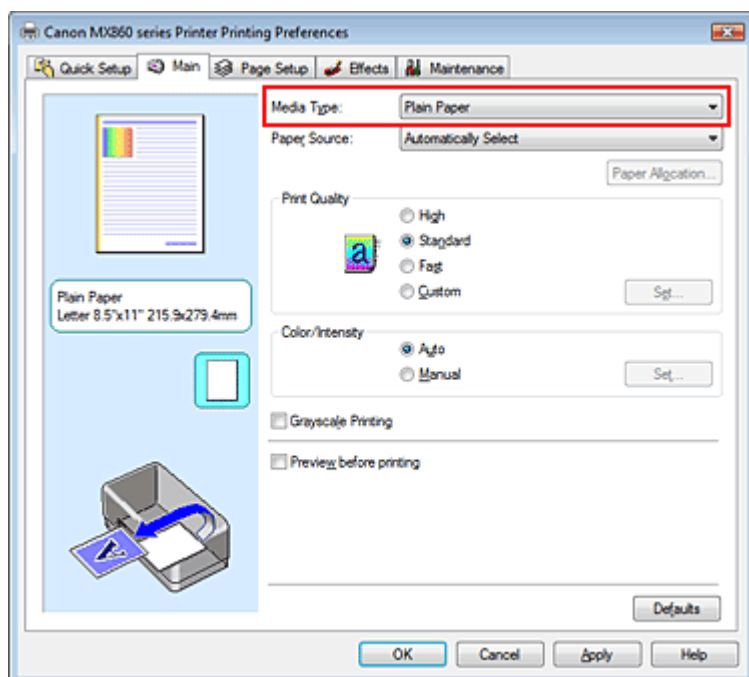 Canon MX860 series Printer Printing Preferences
Quick Setup Main Page Setup Effects Maintenance
Media Type: Plain Paper
Paper Source: Automatically Select
Paper Allocation...
Print Quality
High
a Standard
Fast
Custom Set...
Plain Paper
Letter 8.5"x11" 215.9x279.4mm
Color/Intensity
Auto
Manual Set...
Grayscale Printing
Preview before printing
A
Defaults
OK Cancel Apply Help